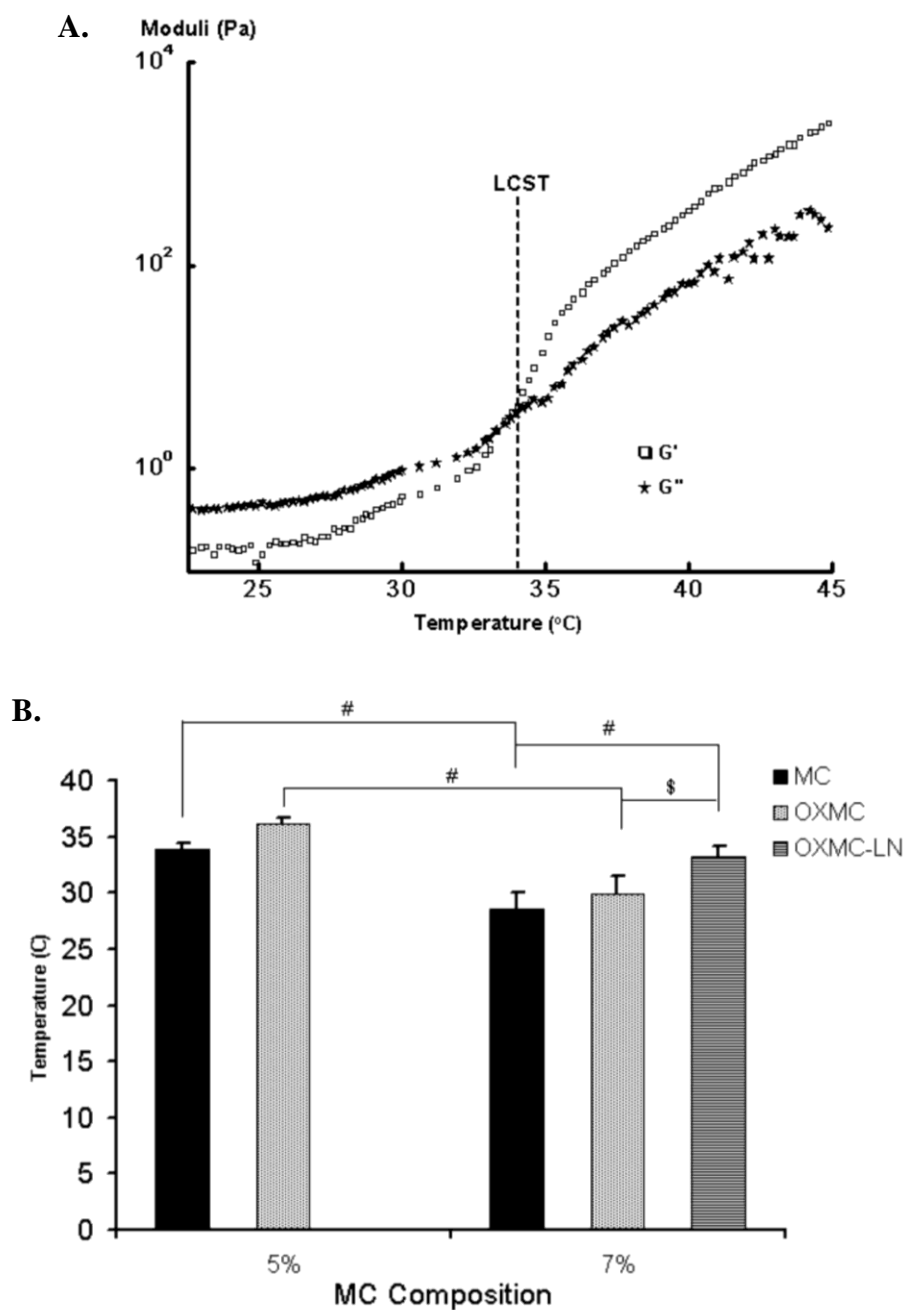 A.
Moduli (Pa)
10⁴
LCST
10²
10⁰
G'
G"
25 30 35 40 45
Temperature (°C)
B.
#
#
#
$
MC
OXMC
OXMC-LN
40
35
30
25
20
15
10
5
0
Temperature (C)
5% 7%
MC Composition